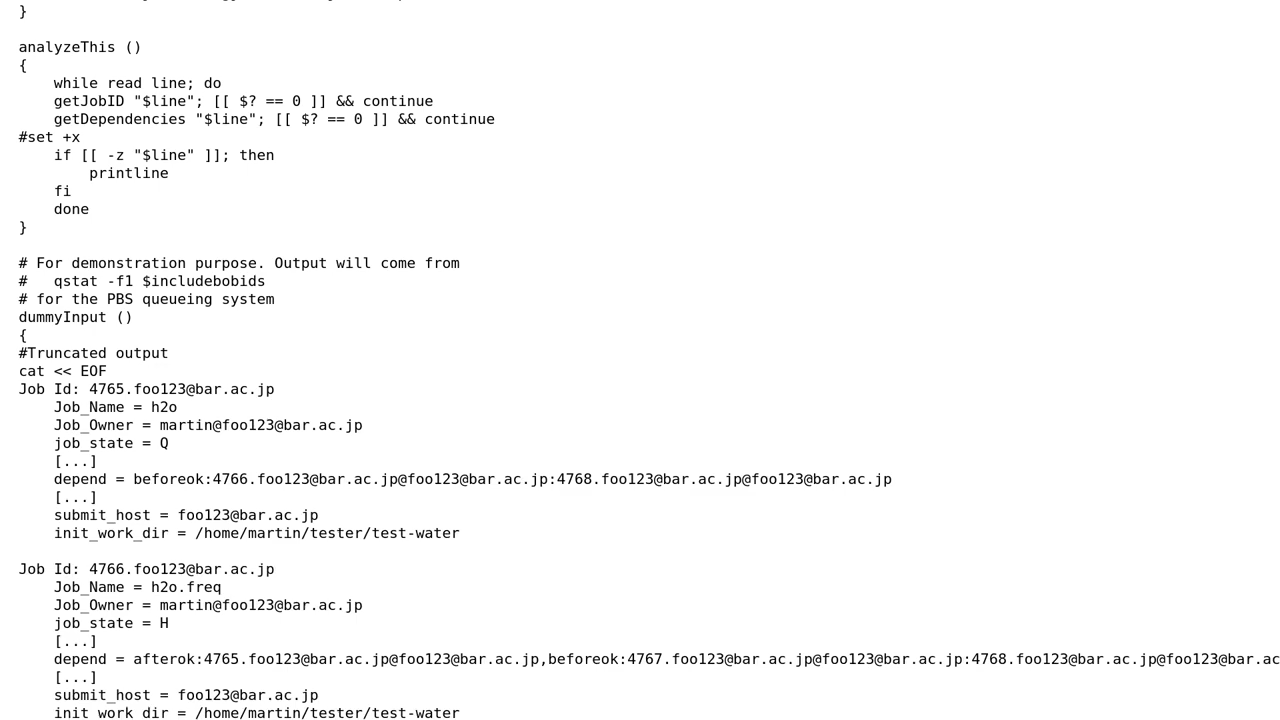 }

analyzeThis ()
{
    while read line; do
    getJobID "$line"; [[ $? == 0 ]] && continue
    getDependencies "$line"; [[ $? == 0 ]] && continue
#set +x
    if [[ -z "$line" ]]; then
        printline
    fi
    done
}

# For demonstration purpose. Output will come from
#   qstat -f1 $includebobids
# for the PBS queueing system
dummyInput ()
{
#Truncated output
cat << EOF
Job Id: 4765.foo123@bar.ac.jp
    Job_Name = h2o
    Job_Owner = martin@foo123@bar.ac.jp
    job_state = Q
    [...]
    depend = beforeok:4766.foo123@bar.ac.jp@foo123@bar.ac.jp:4768.foo123@bar.ac.jp@foo123@bar.ac.jp
    [...]
    submit_host = foo123@bar.ac.jp
    init_work_dir = /home/martin/tester/test-water

Job Id: 4766.foo123@bar.ac.jp
    Job_Name = h2o.freq
    Job_Owner = martin@foo123@bar.ac.jp
    job_state = H
    [...]
    depend = afterok:4765.foo123@bar.ac.jp@foo123@bar.ac.jp,beforeok:4767.foo123@bar.ac.jp@foo123@bar.ac.jp:4768.foo123@bar.ac.jp@foo123@bar.ac
    [...]
    submit_host = foo123@bar.ac.jp
    init_work_dir = /home/martin/tester/test-water